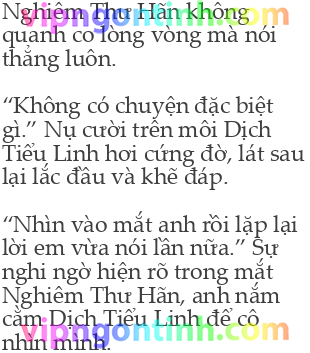 Nghiêm Thư Hãn không
quanh co lòng vòng mà nói
thẳng luôn.
“Không có chuyện đặc biệt
gì.” Nụ cười trên môi Dịch
Tiểu Linh hơi cứng đờ, lát sau
lại lắc đầu và khẽ đáp.
“Nhìn vào mắt anh rồi lặp lại
lời em vừa nói lần nữa.” Sự
nghi ngờ hiện rõ trong mắt
Nghiêm Thư Hãn, anh nắm
cằm Dịch Tiểu Linh để cô
nhìn mình.
vipngontinh.com
vipngontinh.com